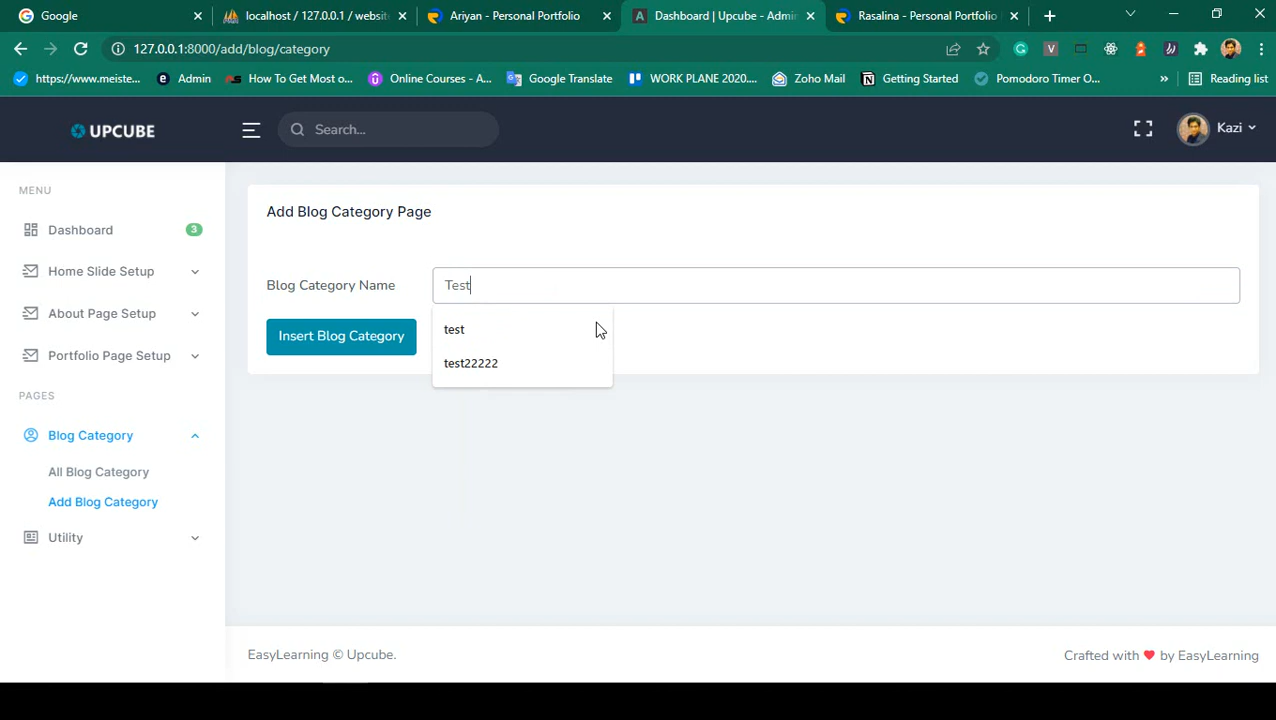 Google
localhost / 127.0.0.1 / websit
Ariyan - Personal Portfolio
Dashboard | Upcube - Admi
Rasalina - Personal Portfolio
127.0.0.1:8000/add/blog/category
https://www.meiste...
Admin
How To Get Most o...
Online Courses - A...
Google Translate
WORK PLANE 2020....
Zoho Mail
Getting Started
Pomodoro Timer O...
»
Reading list
UPCUBE
Search...
Kazi
MENU
Dashboard
3
Home Slide Setup
About Page Setup
Portfolio Page Setup
PAGES
Blog Category
All Blog Category
Add Blog Category
Utility
Add Blog Category Page
Blog Category Name
Test
test
test22222
Insert Blog Category
EasyLearning © Upcube.
Crafted with ❤ by EasyLearning